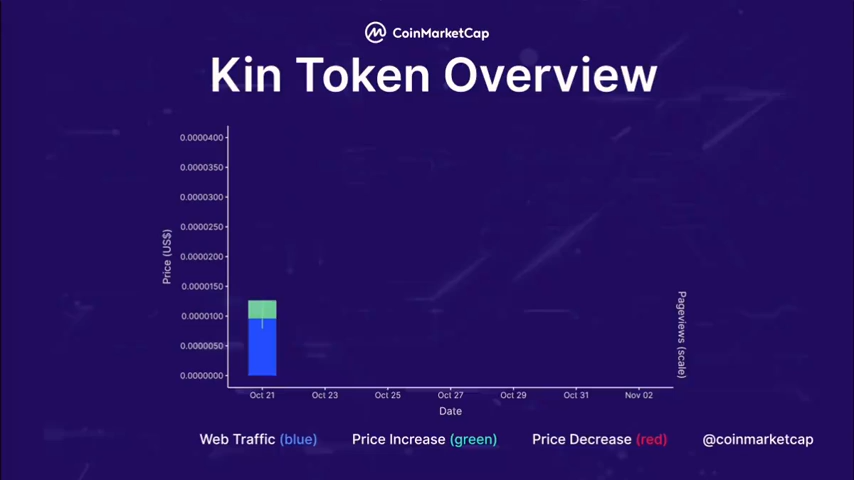 CoinMarketCap
Kin Token Overview
0.0000400
0.0000350
0.0000300
0.0000250
0.0000200
0.0000150
0.0000100
0.0000050
0.0000000
Price (US$)
Pageviews (scale)
Oct 21 Oct 23 Oct 25 Oct 27 Oct 29 Oct 31 Nov 02
Date
Web Traffic (blue) Price Increase (green) Price Decrease (red) @coinmarketcap